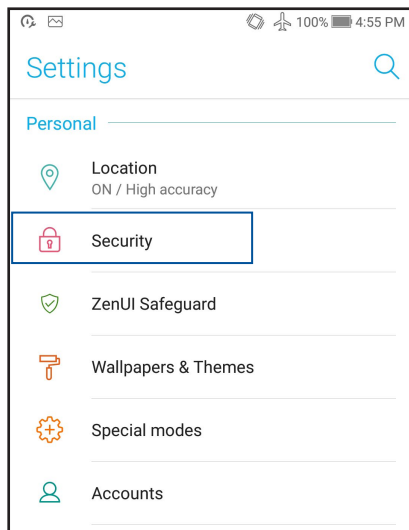 100% 4:55 PM
Settings
Personal
Location
ON / High accuracy
Security
ZenUI Safeguard
Wallpapers & Themes
Special modes
Accounts